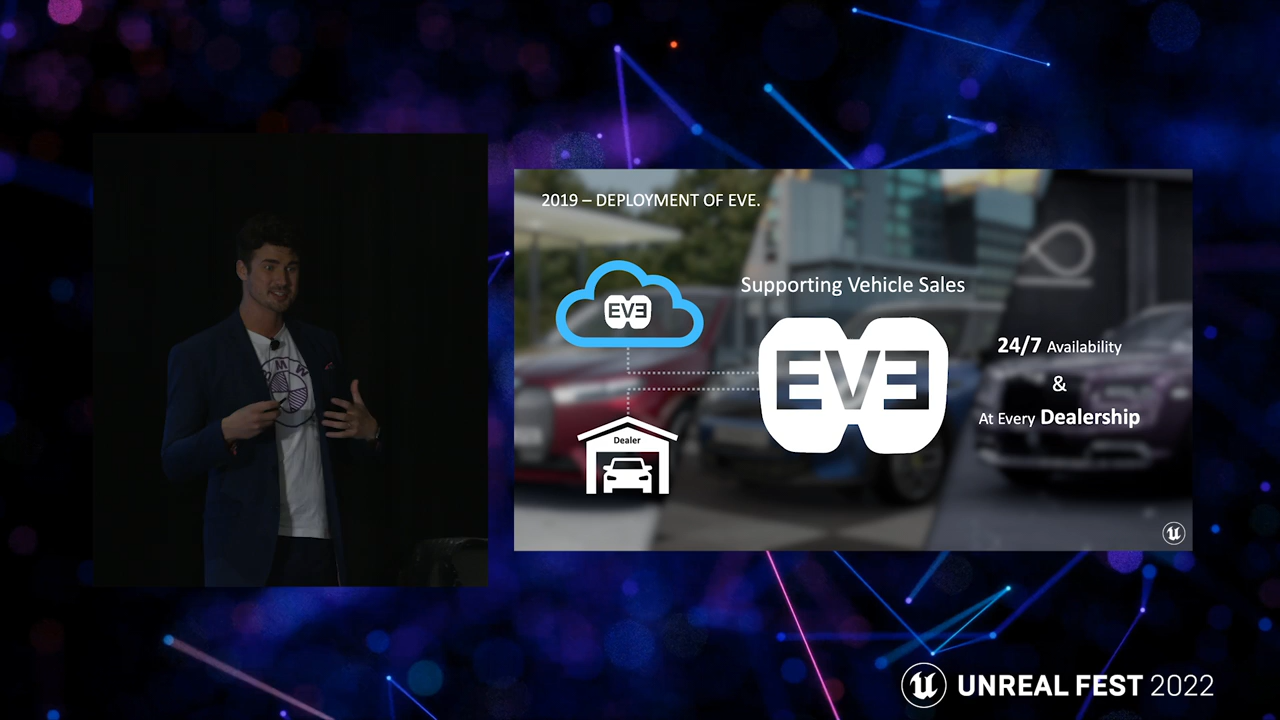 2019 – DEPLOYMENT OF EVE.
EVE
Supporting Vehicle Sales
EVE
24/7 Availability
&
At Every Dealership
Dealer
BMW
UNREAL FEST 2022